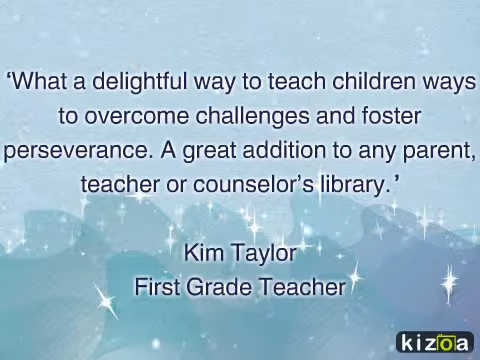 ‘What a delightful way to teach children ways
to overcome challenges and foster
perseverance. A great addition to any parent,
teacher or counselor’s library.’
Kim Taylor
First Grade Teacher
kizoa